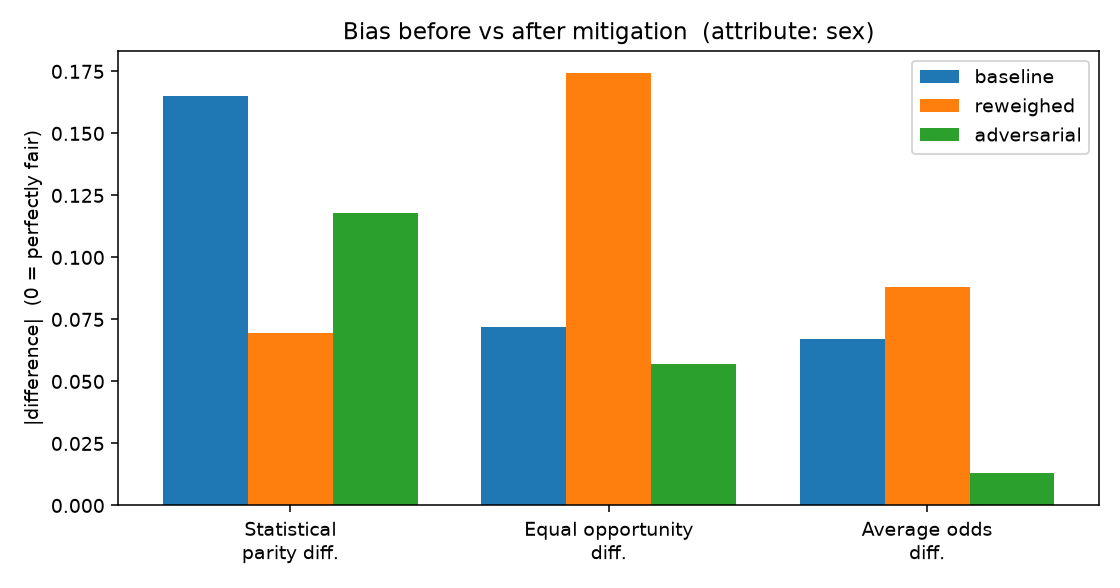 Bias before vs after mitigation  (attribute: sex)
|difference|  (0 = perfectly fair)
0.175
0.150
0.125
0.100
0.075
0.050
0.025
0.000
baseline
reweighed
adversarial
Statistical
parity diff.
Equal opportunity
diff.
Average odds
diff.